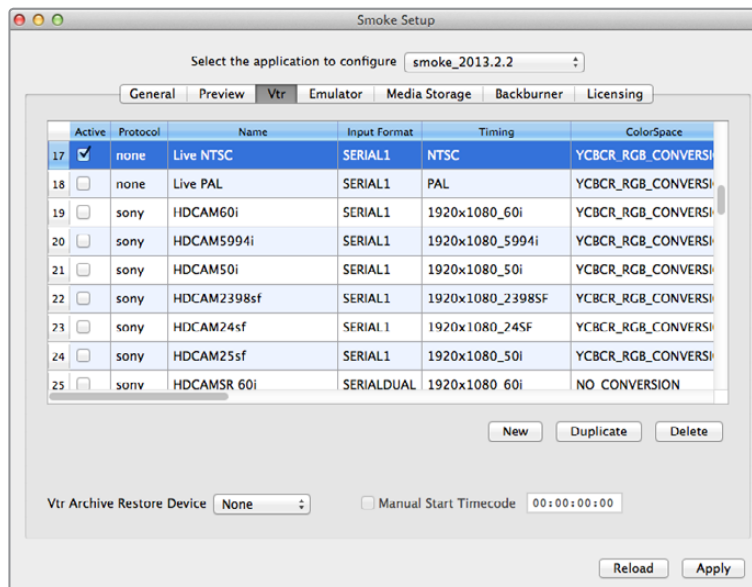 Smoke Setup
Select the application to configure smoke_2013.2.2
General Preview Vtr Emulator Media Storage Backburner Licensing
Active Protocol Name Input Format Timing ColorSpace
17 none Live NTSC SERIAL1 NTSC YCBCR_RGB_CONVERSI
18 none Live PAL SERIAL1 PAL YCBCR_RGB_CONVERSI
19 sony HDCAM60i SERIAL1 1920x1080_60i YCBCR_RGB_CONVERSI
20 sony HDCAM5994i SERIAL1 1920x1080_5994i YCBCR_RGB_CONVERSI
21 sony HDCAM50i SERIAL1 1920x1080_50i YCBCR_RGB_CONVERSI
22 sony HDCAM2398sf SERIAL1 1920x1080_2398SF YCBCR_RGB_CONVERSI
23 sony HDCAM24sf SERIAL1 1920x1080_24SF YCBCR_RGB_CONVERSI
24 sony HDCAM25sf SERIAL1 1920x1080_50i YCBCR_RGB_CONVERSI
25 sony HDCAMSR 60i SERIALDUAL 1920x1080 60i NO CONVERSION
New Duplicate Delete
Vtr Archive Restore Device None Manual Start Timecode 00:00:00:00
Reload Apply